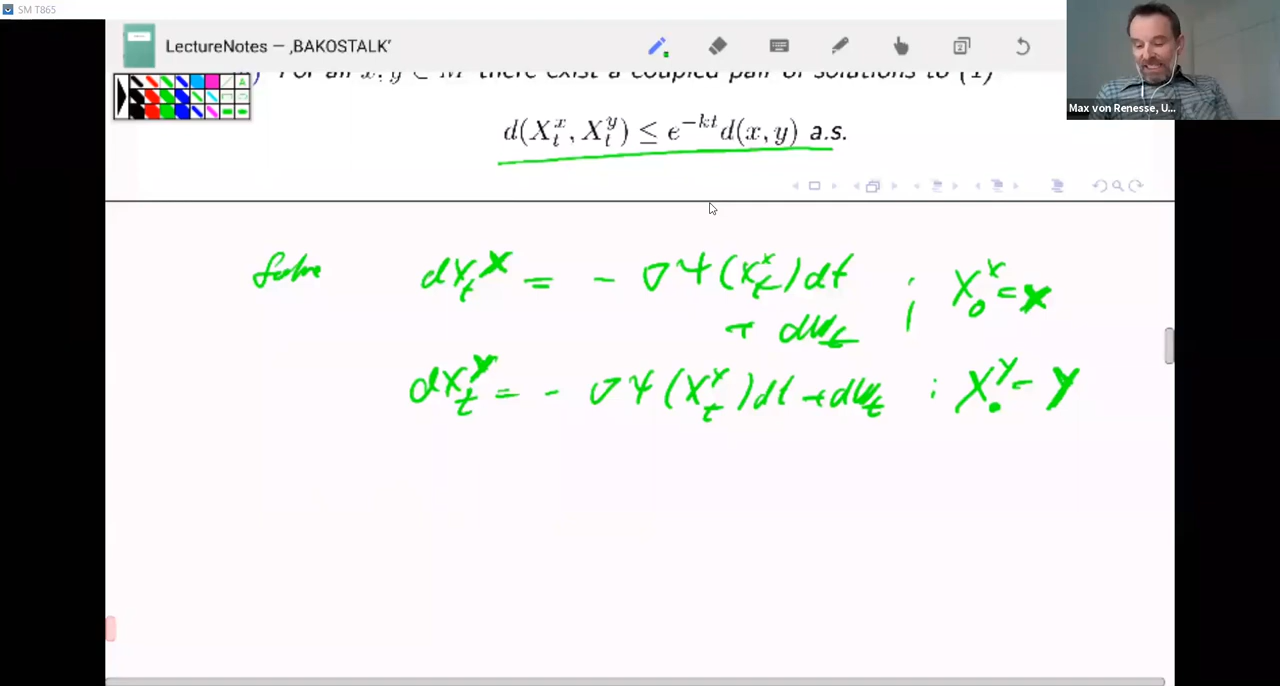 SM T865
LectureNotes – ‚BAKOSTALK'
Max von Renesse, U...
For all x, y ⊂ M there exist a coupled pair of solutions to (1)
d(X_t^x, X_t^y) ≤ e^{-kt} d(x, y) a.s.
Solve dX_t^x = - ∇Ψ(X_t^x)dt ; X_0^x = x
+ dW_t
dX_t^y = - ∇Ψ(X_t^y)dt + dW_t ; X_0^y = y